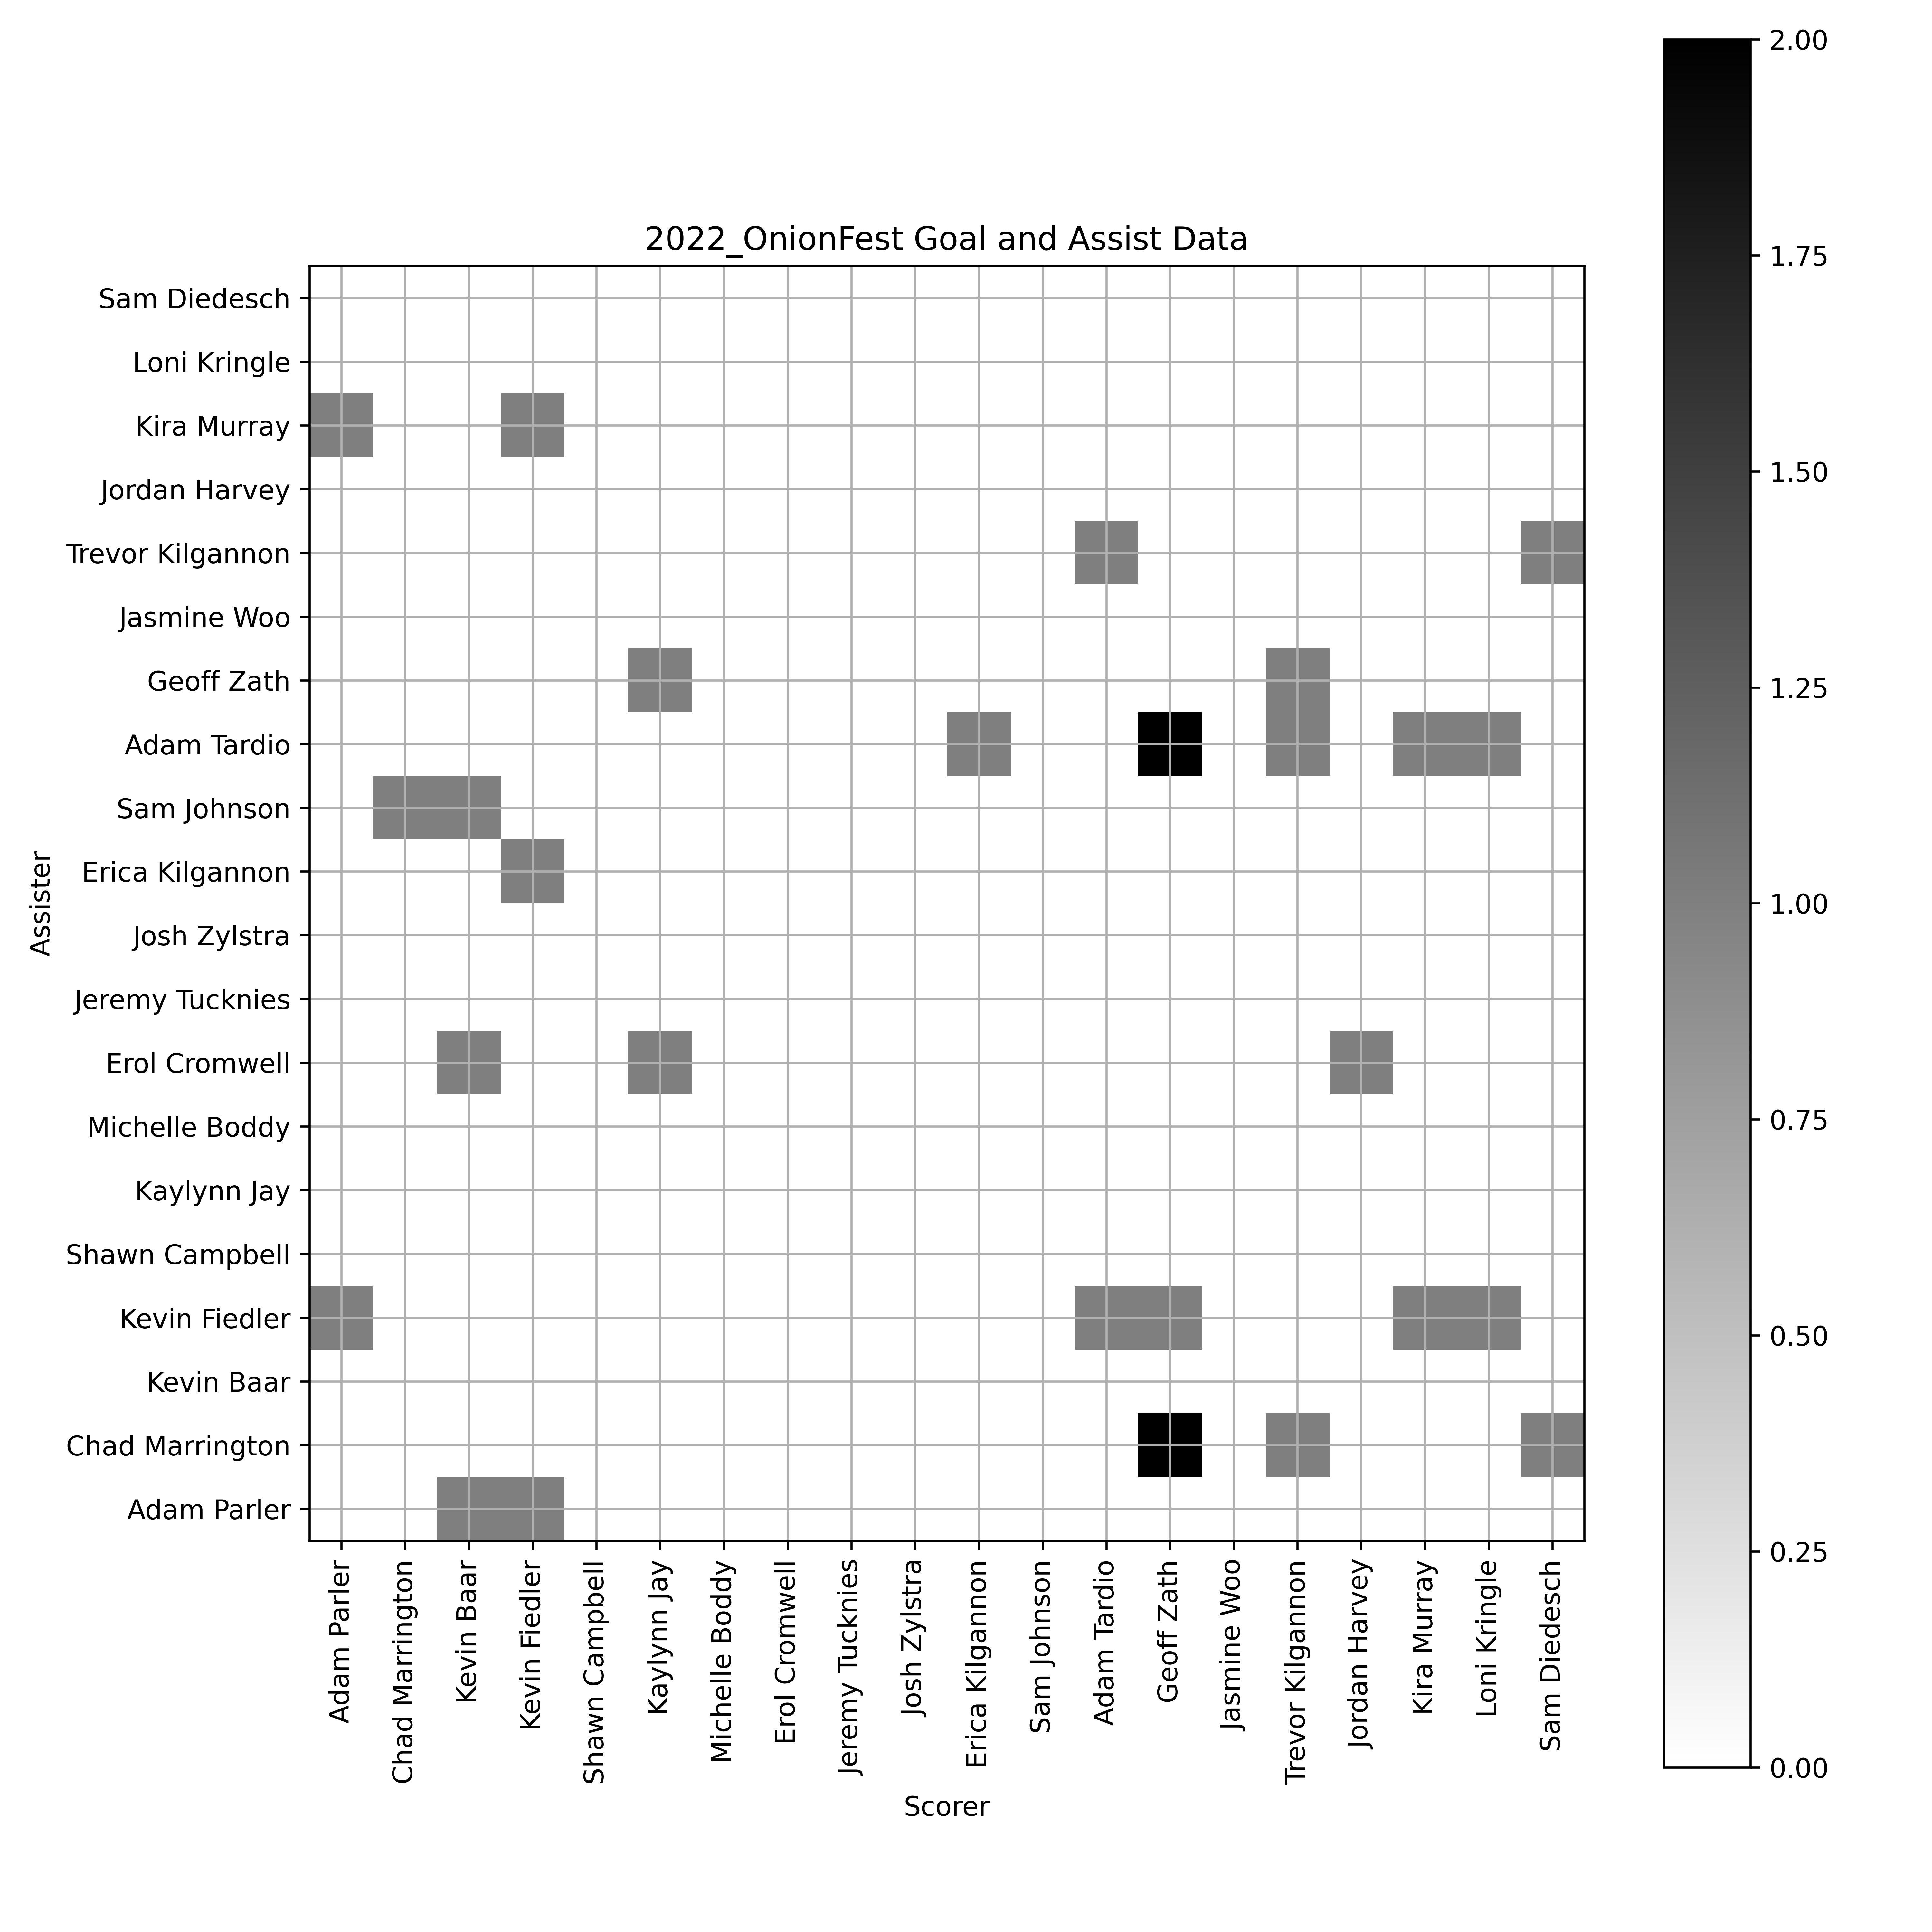 2022_OnionFest Goal and Assist Data
Assister
Sam Diedesch
Loni Kringle
Kira Murray
Jordan Harvey
Trevor Kilgannon
Jasmine Woo
Geoff Zath
Adam Tardio
Sam Johnson
Erica Kilgannon
Josh Zylstra
Jeremy Tucknies
Erol Cromwell
Michelle Boddy
Kaylynn Jay
Shawn Campbell
Kevin Fiedler
Kevin Baar
Chad Marrington
Adam Parler
Adam Parler
Chad Marrington
Kevin Baar
Kevin Fiedler
Shawn Campbell
Kaylynn Jay
Michelle Boddy
Erol Cromwell
Jeremy Tucknies
Josh Zylstra
Erica Kilgannon
Sam Johnson
Adam Tardio
Geoff Zath
Jasmine Woo
Trevor Kilgannon
Jordan Harvey
Kira Murray
Loni Kringle
Sam Diedesch
Scorer
2.00
1.75
1.50
1.25
1.00
0.75
0.50
0.25
0.00